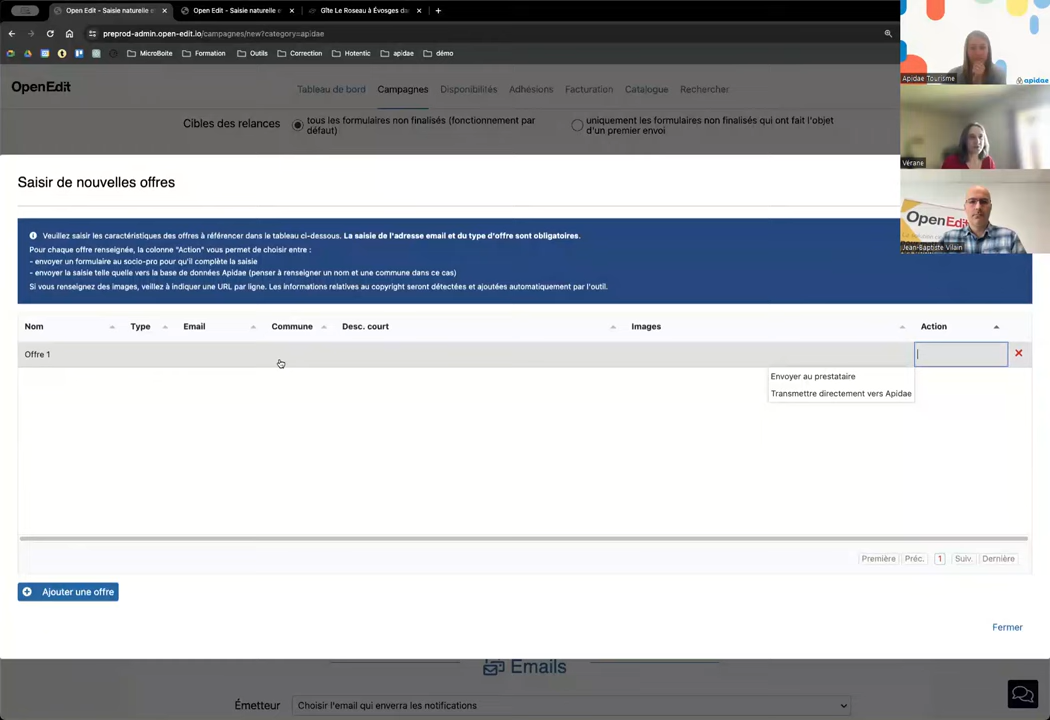 Open Edit - Saisie naturelle e
Open Edit - Saisie naturelle e
Gîte Le Roseau à Évosges da
preprod-admin.open-edit.io/campagnes/new?category=apidae
MicroBoite
Formation
Outils
Correction
Hotentic
apidae
démo
OpenEdit
Tableau de bord
Campagnes
Disponibilités
Adhésions
Facturation
Catalogue
Rechercher
Cibles des relances
tous les formulaires non finalisés (fonctionnement par
défaut)
uniquement les formulaires non finalisés qui ont fait l'objet
d'un premier envoi
Apidae Tourisme
apidae
Vérane
OpenEdi
Jean-Baptiste Vilain
Saisir de nouvelles offres
Veuillez saisir les caractéristiques des offres à référencer dans le tableau ci-dessous. La saisie de l'adresse email et du type d'offre sont obligatoires.
Pour chaque offre renseignée, la colonne "Action" vous permet de choisir entre :
- envoyer un formulaire au socio-pro pour qu'il complète la saisie
- envoyer la saisie telle quelle vers la base de données Apidae (penser à renseigner un nom et une commune dans ce cas)
Si vous renseignez des images, veillez à indiquer une URL par ligne. Les informations relatives au copyright seront détectées et ajoutées automatiquement par l'outil.
Nom
Type
Email
Commune
Desc. court
Images
Action
Offre 1
Envoyer au prestataire
Transmettre directement vers Apidae
Première
Préc.
1
Suiv.
Dernière
Ajouter une offre
Fermer
Emails
Émetteur
Choisir l'email qui enverra les notifications